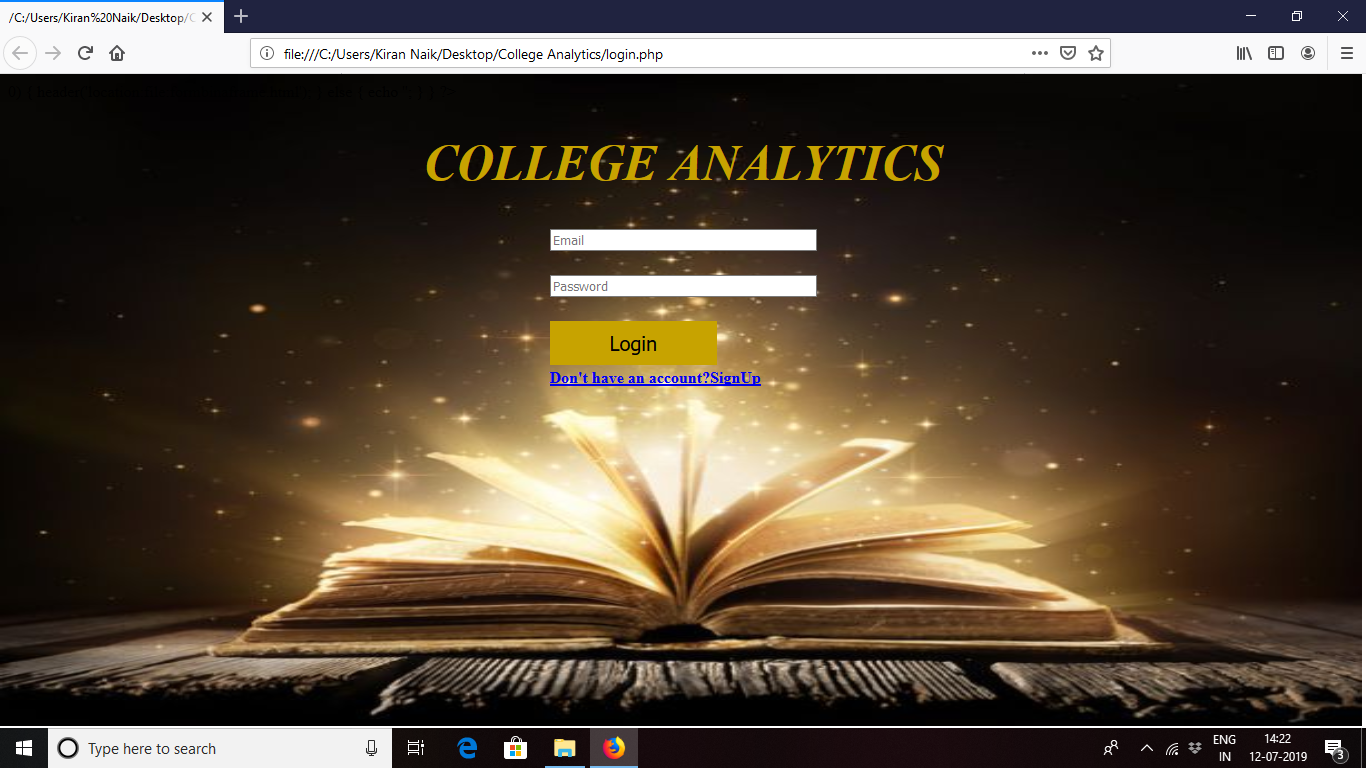 /C:/Users/Kiran%20Naik/Desktop/C
file:///C:/Users/Kiran Naik/Desktop/College Analytics/login.php
COLLEGE ANALYTICS
Email
Password
Login
Don't have an account?SignUp
Type here to search
ENG
IN
14:22
12-07-2019
3